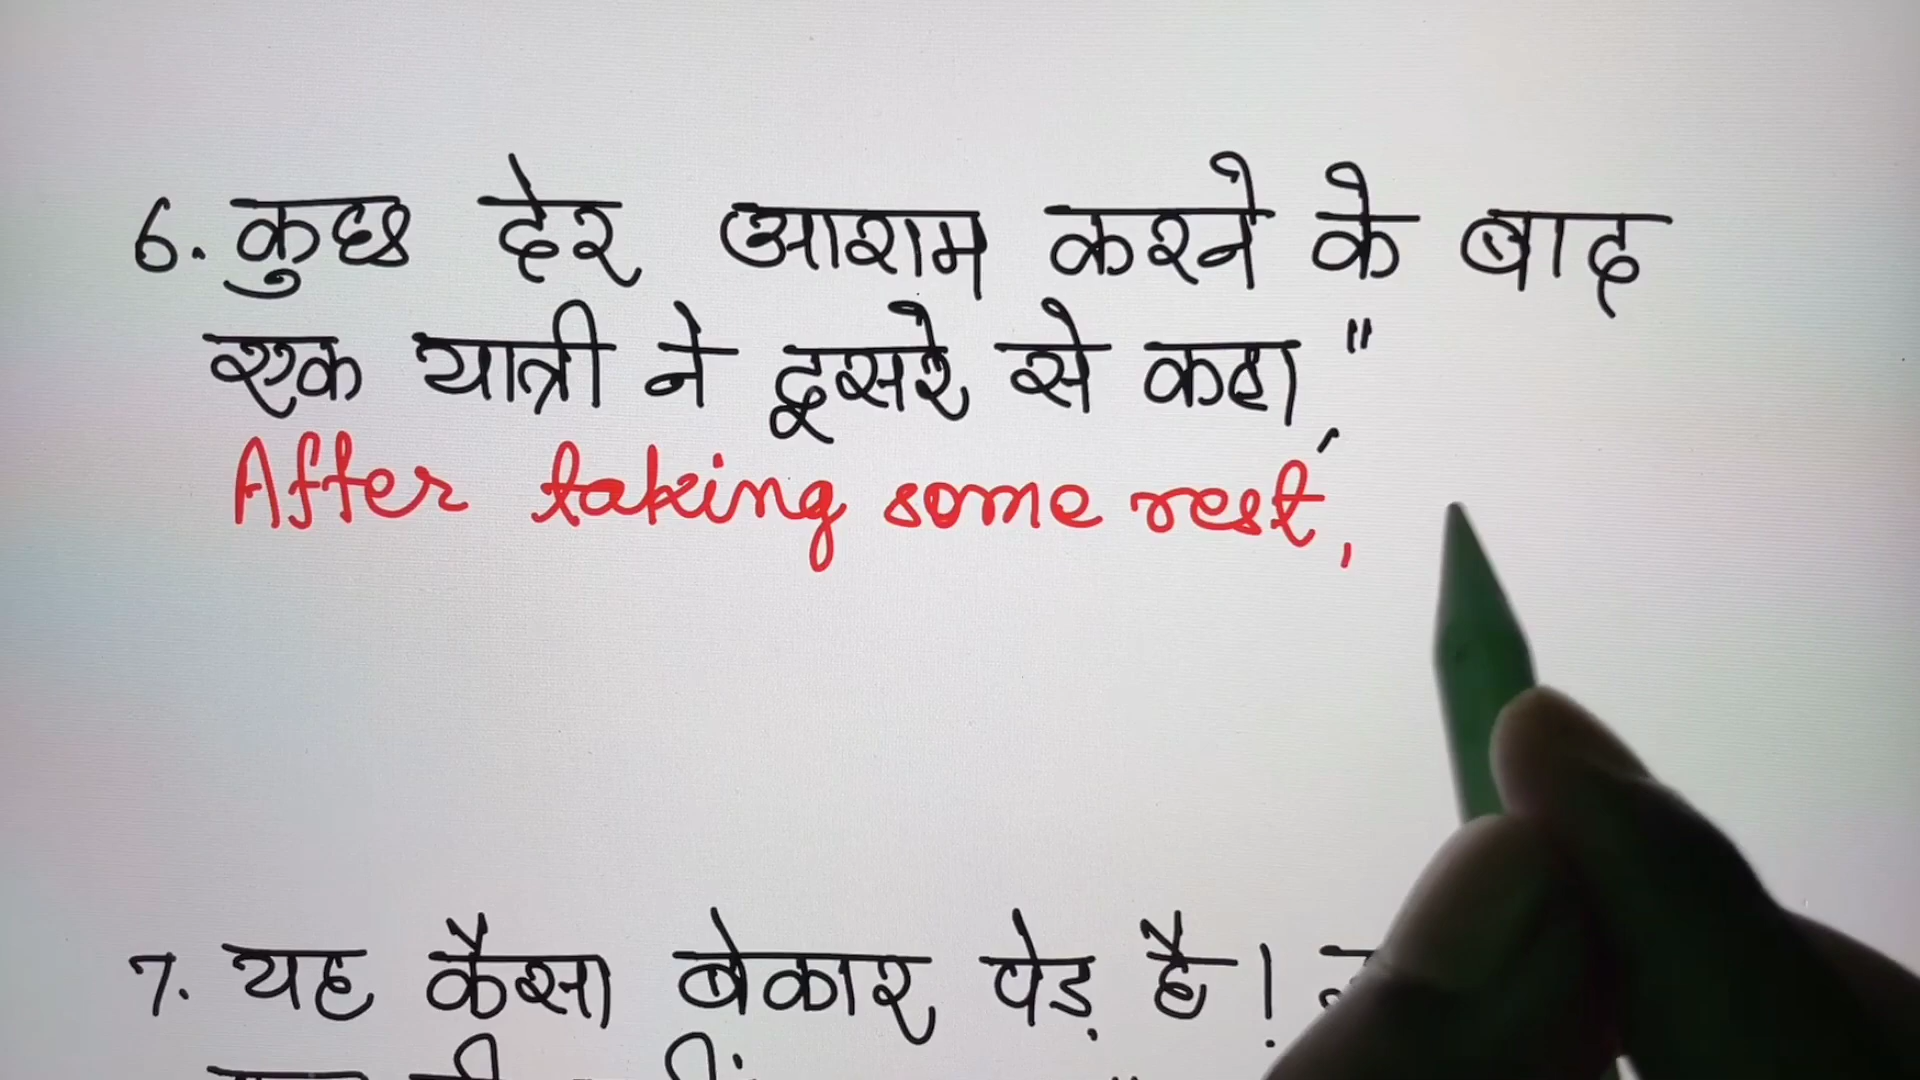 6. कुछ देर आराम करने के बाद
एक यात्री ने दूसरे से कहा,"
After taking some rest,
7. यह कैसा बेकार पेड़ है!